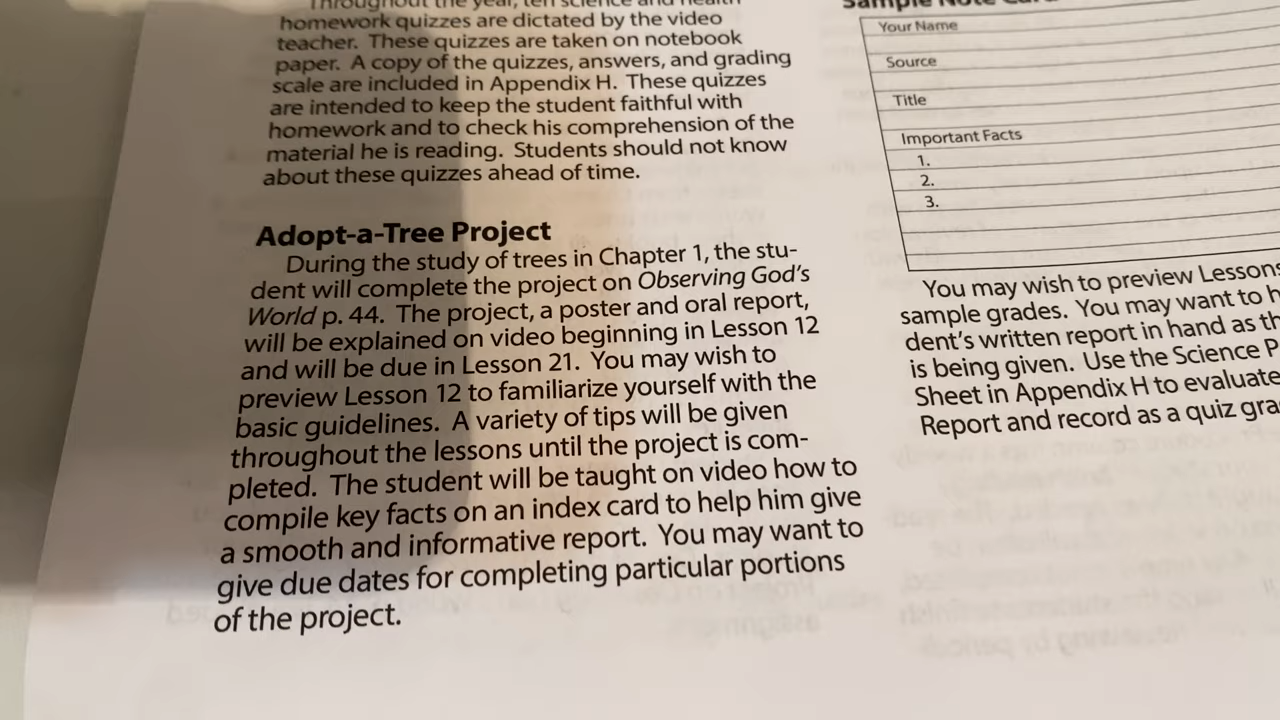 Throughout the year, ten science and health
homework quizzes are dictated by the video
teacher. These quizzes are taken on notebook
paper. A copy of the quizzes, answers, and grading
scale are included in Appendix H. These quizzes
are intended to keep the student faithful with
homework and to check his comprehension of the
material he is reading. Students should not know
about these quizzes ahead of time.
Adopt-a-Tree Project
During the study of trees in Chapter 1, the stu-
dent will complete the project on Observing God's
World p. 44. The project, a poster and oral report,
will be explained on video beginning in Lesson 12
and will be due in Lesson 21. You may wish to
preview Lesson 12 to familiarize yourself with the
basic guidelines. A variety of tips will be given
throughout the lessons until the project is com-
pleted. The student will be taught on video how to
compile key facts on an index card to help him give
a smooth and informative report. You may want to
give due dates for completing particular portions
of the project.
Sample Note Card
Your Name
Source
Title
Important Facts
1.
2.
3.
You may wish to preview Lessons
sample grades. You may want to h
dent's written report in hand as th
is being given. Use the Science P
Sheet in Appendix H to evaluate
Report and record as a quiz gra